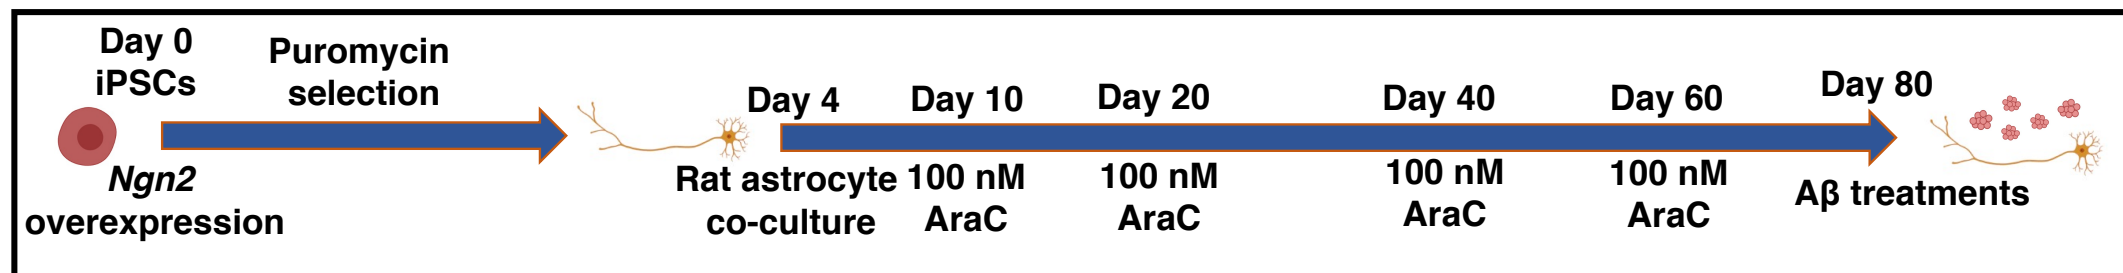 Day 0
iPSCs
Puromycin
selection
Ngn2
overexpression
Day 4
Rat astrocyte
co-culture
Day 10
100 nM
AraC
Day 20
100 nM
AraC
Day 40
100 nM
AraC
Day 60
100 nM
AraC
Day 80
Aβ treatments